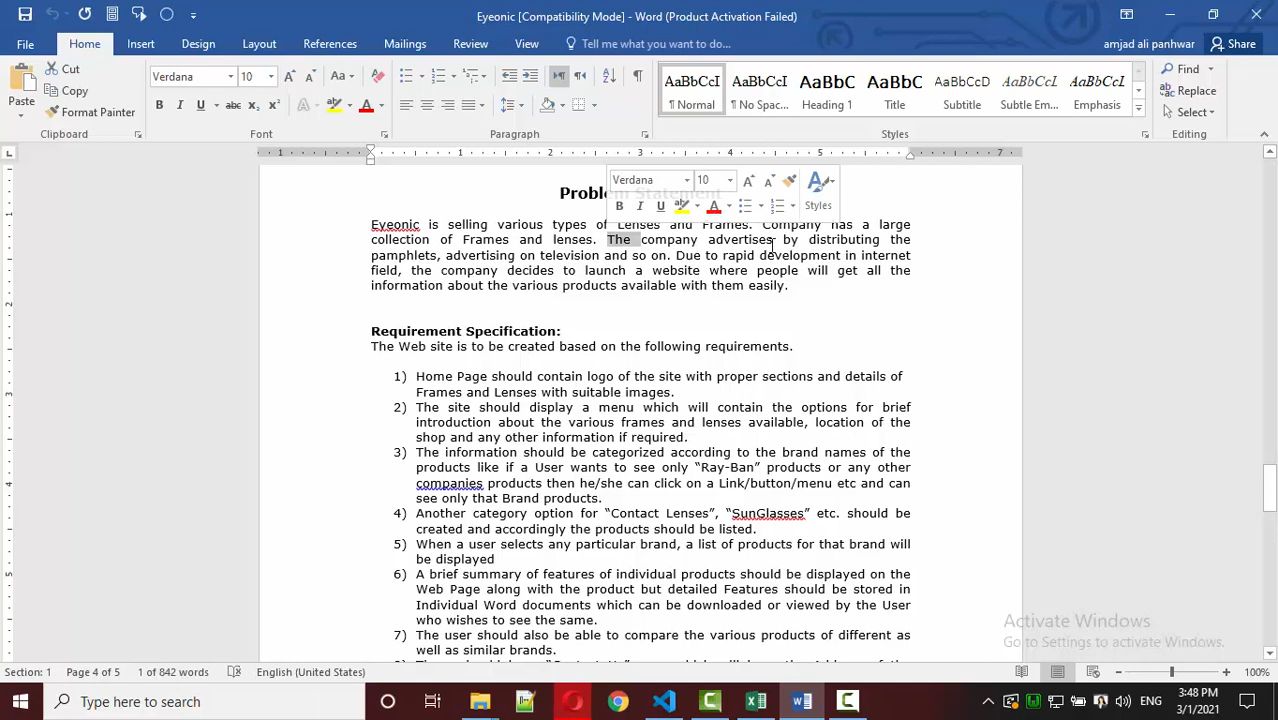 Eyeonic [Compatibility Mode] - Word (Product Activation Failed)
File Home Insert Design Layout References Mailings Review View Tell me what you want to do... amjad ali panhwar Share
Paste Cut Copy Format Painter
Clipboard
Verdana 10
Font
Paragraph
AaBbCcI ¶ Normal
AaBbCcI ¶ No Spac...
AaBbC Heading 1
AaBbC Title
AaBbCcD Subtitle
AaBbCcI Subtle Em...
AaBbCcI Emphasis
Styles
Find
Replace
Select
Editing
1 1 2 3 4 5 7
Verdana 10
Styles
Problem Statement
Eyeonic is selling various types of Lenses and Frames. Company has a large
collection of Frames and lenses. The company advertises by distributing the
pamphlets, advertising on television and so on. Due to rapid development in internet
field, the company decides to launch a website where people will get all the
information about the various products available with them easily.
Requirement Specification:
The Web site is to be created based on the following requirements.
1) Home Page should contain logo of the site with proper sections and details of
Frames and Lenses with suitable images.
2) The site should display a menu which will contain the options for brief
introduction about the various frames and lenses available, location of the
shop and any other information if required.
3) The information should be categorized according to the brand names of the
products like if a User wants to see only “Ray-Ban” products or any other
companies products then he/she can click on a Link/button/menu etc and can
see only that Brand products.
4) Another category option for “Contact Lenses”, “SunGlasses” etc. should be
created and accordingly the products should be listed.
5) When a user selects any particular brand, a list of products for that brand will
be displayed
6) A brief summary of features of individual products should be displayed on the
Web Page along with the product but detailed Features should be stored in
Individual Word documents which can be downloaded or viewed by the User
who wishes to see the same.
7) The user should also be able to compare the various products of different as
well as similar brands.
Activate Windows
Go to Settings to activate Windows.
Section: 1 Page 4 of 5 1 of 842 words English (United States) 100%
Type here to search
3:48 PM
3/1/2021